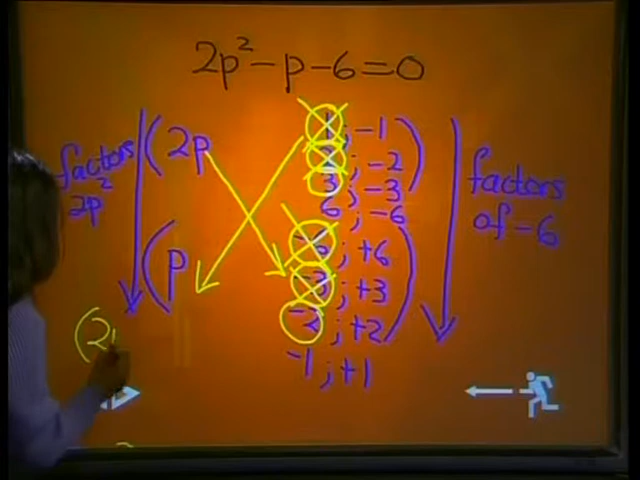 2p² - p - 6 = 0
factors
2p²
(2p
(p
1 ; -1
2 ; -2
3 ; -3
6 ; -6
-6 ; +6
-3 ; +3
-2 ; +2
-1 ; +1
factors
of -6